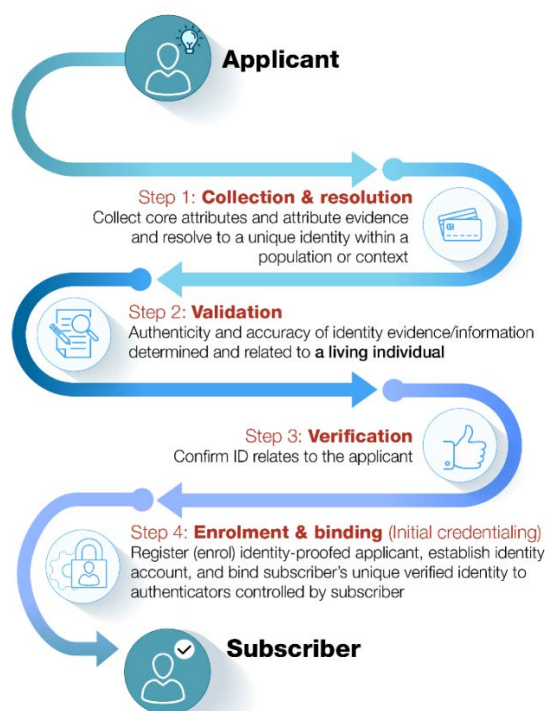 Applicant
Step 1: Collection & resolution
Collect core attributes and attribute evidence
and resolve to a unique identity within a
population or context
Step 2: Validation
Authenticity and accuracy of identity evidence/information
determined and related to a living individual
Step 3: Verification
Confirm ID relates to the applicant
Step 4: Enrolment & binding (Initial credentialing)
Register (enrol) identity-proofed applicant, establish identity
account, and bind subscriber's unique verified identity to
authenticators controlled by subscriber
Subscriber